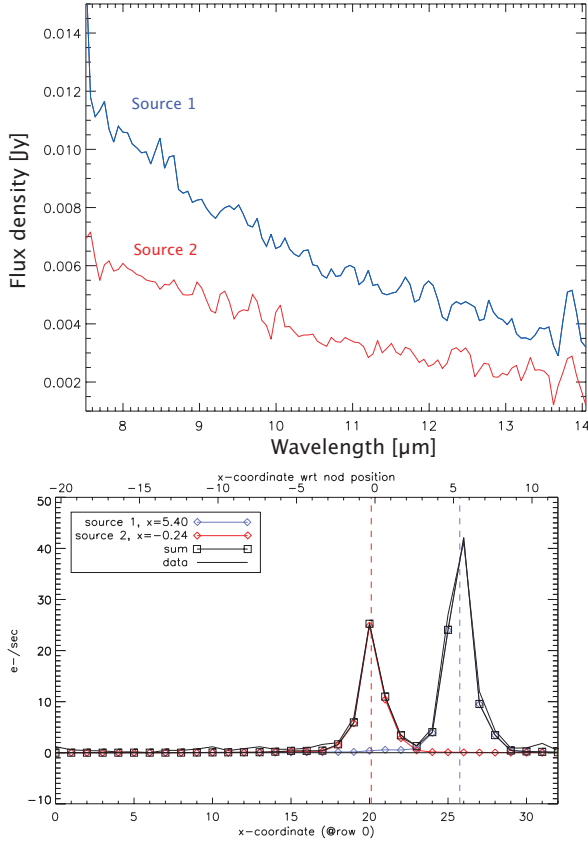 0.014
0.012
0.010
0.008
0.006
0.004
0.002
Flux density [Jy]
Source 1
Source 2
8 9 10 11 12 13 14
Wavelength [µm]
x-coordinate wrt nod position
-20 -15 -10 -5 0 5 10
50
40
30
20
10
0
-10
e-/sec
source 1, x=5.40
source 2, x=-0.24
sum
data
0 5 10 15 20 25 30
x-coordinate (@row 0)